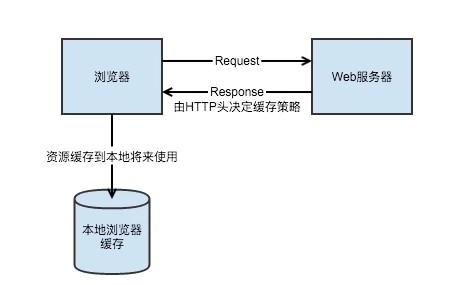 浏览器
Request
Web服务器
Response
由HTTP头决定缓存策略
资源缓存到本地将来使用
本地浏览器
缓存